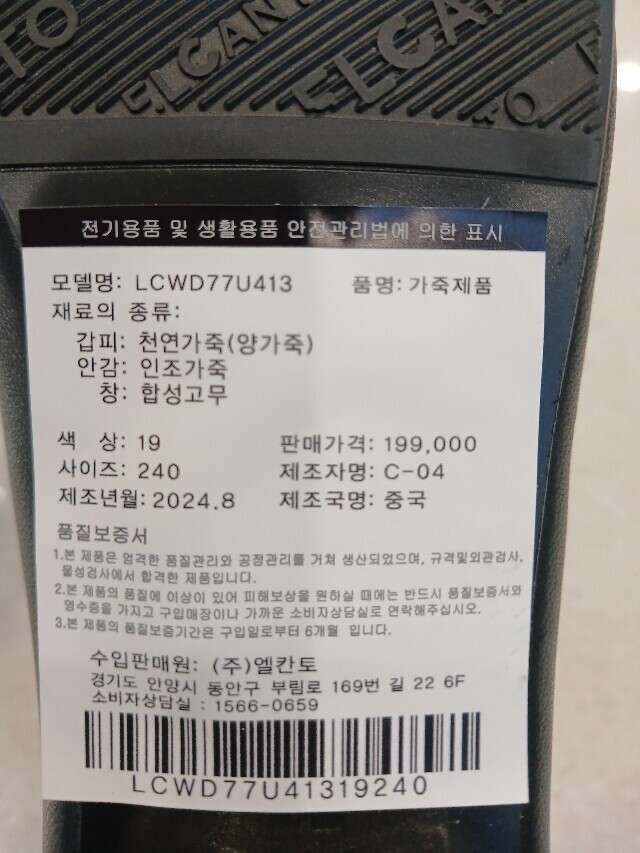 TO ELCANTO ELCAN
TO
전기용품 및 생활용품 안전관리법에 의한 표시
모델명: LCWD77U413 품명: 가죽제품
재료의 종류:
갑피: 천연가죽(양가죽)
안감: 인조가죽
창: 합성고무
색 상: 19 판매가격: 199,000
사이즈: 240 제조자명: C-04
제조년월: 2024.8 제조국명: 중국
품질보증서
1.본 제품은 엄격한 품질관리와 공정관리를 거쳐 생산되었으며, 규격및외관검사,
물성검사에서 합격한 제품입니다.
2.본 제품의 품질에 이상이 있어 피해보상을 원하실 때에는 반드시 품질보증서와
영수증을 가지고 구입매장이나 가까운 소비자상담실로 연락해주십시오.
3.본 제품의 품질보증기간은 구입일로부터 6개월 입니다.
수입판매원: (주)엘칸토
경기도 안양시 동안구 부림로 169번 길 22 6F
소비자상담실 : 1566-0659
LCWD77U41319240